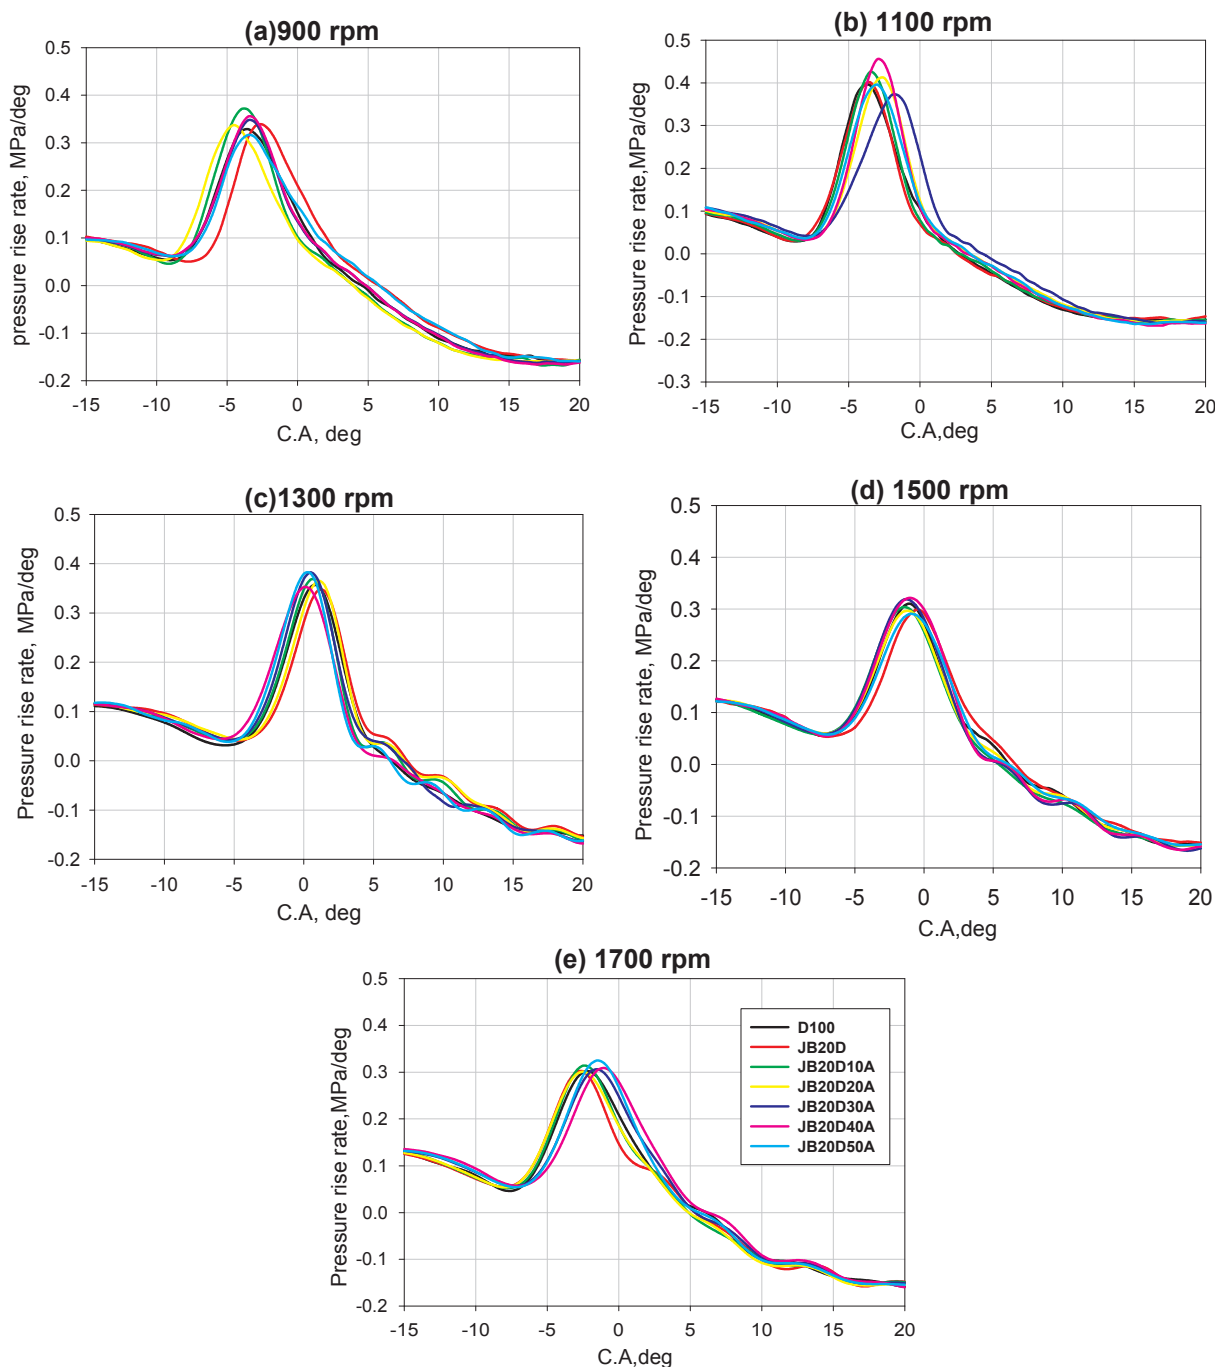 (a)900 rpm
pressure rise rate, MPa/deg
0.5
0.4
0.3
0.2
0.1
0.0
-0.1
-0.2
-15 -10 -5 0 5 10 15 20
C.A, deg
(b) 1100 rpm
Pressure rise rate,MPa/deg
0.5
0.4
0.3
0.2
0.1
0.0
-0.1
-0.2
-0.3
-15 -10 -5 0 5 10 15 20
C.A,deg
(c)1300 rpm
Pressure rise rate, MPa/deg
0.5
0.4
0.3
0.2
0.1
0.0
-0.1
-0.2
-15 -10 -5 0 5 10 15 20
C.A, deg
(d) 1500 rpm
Pressure rise rate, MPa/deg
0.5
0.4
0.3
0.2
0.1
0.0
-0.1
-0.2
-15 -10 -5 0 5 10 15 20
C.A,deg
(e) 1700 rpm
Pressure rise rate,MPa/deg
0.5
0.4
0.3
0.2
0.1
0.0
-0.1
-0.2
-15 -10 -5 0 5 10 15 20
C.A,deg
D100
JB20D
JB20D10A
JB20D20A
JB20D30A
JB20D40A
JB20D50A